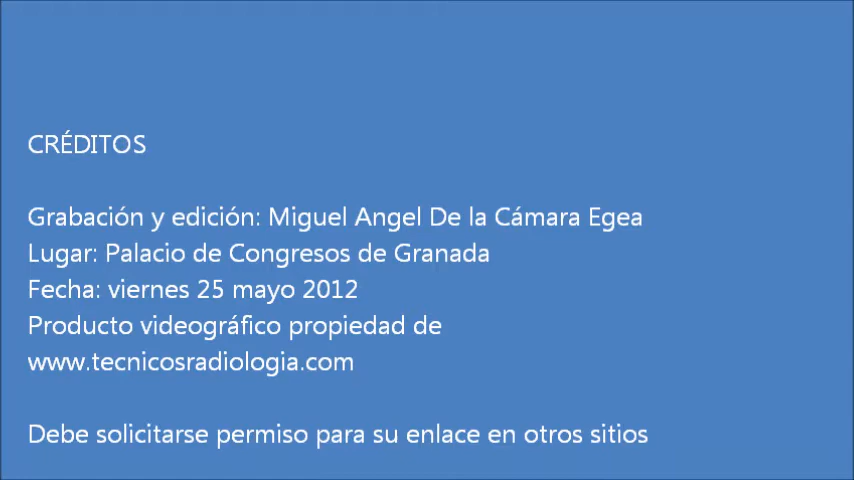 CRÉDITOS
Grabación y edición: Miguel Angel De la Cámara Egea
Lugar: Palacio de Congresos de Granada
Fecha: viernes 25 mayo 2012
Producto videográfico propiedad de
www.tecnicosradiologia.com
Debe solicitarse permiso para su enlace en otros sitios